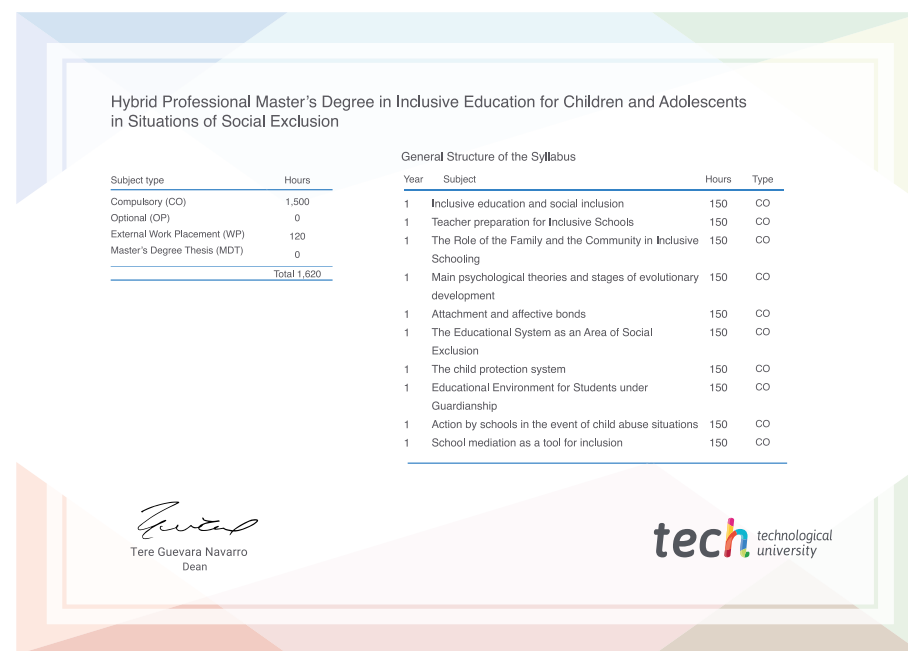 Hybrid Professional Master's Degree in Inclusive Education for Children and Adolescents
in Situations of Social Exclusion
Subject type Hours
Compulsory (CO) 1,500
Optional (OP) 0
External Work Placement (WP) 120
Master's Degree Thesis (MDT) 0
Total 1,620
General Structure of the Syllabus
Year Subject Hours Type
1 Inclusive education and social inclusion 150 CO
1 Teacher preparation for Inclusive Schools 150 CO
1 The Role of the Family and the Community in Inclusive 150 CO
Schooling
1 Main psychological theories and stages of evolutionary 150 CO
development
1 Attachment and affective bonds 150 CO
1 The Educational System as an Area of Social 150 CO
Exclusion
1 The child protection system 150 CO
1 Educational Environment for Students under 150 CO
Guardianship
1 Action by schools in the event of child abuse situations 150 CO
1 School mediation as a tool for inclusion 150 CO
Tere Guevara Navarro
Dean
tech technological
university